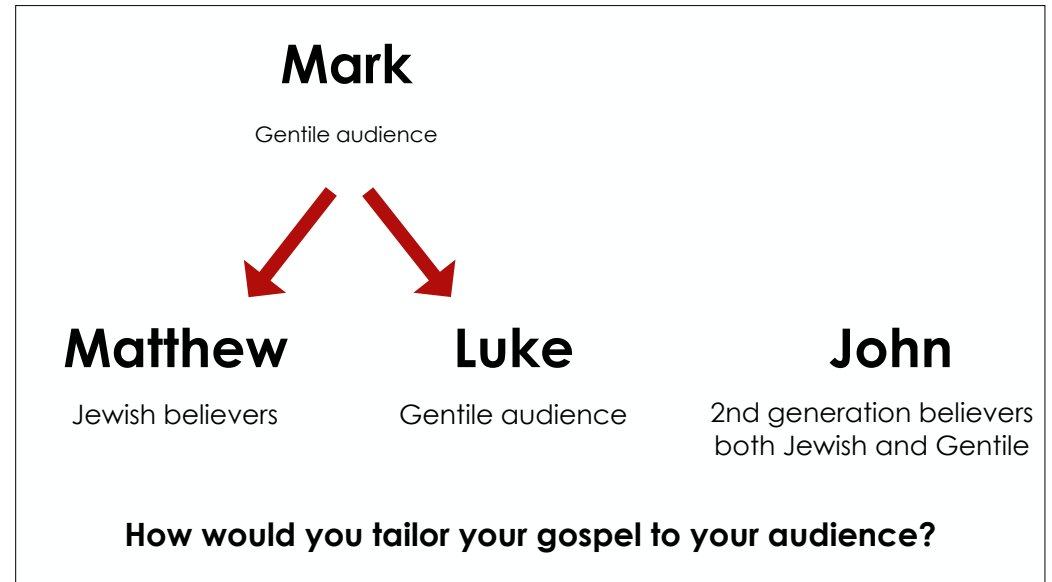 Mark
Gentile audience
Matthew
Jewish believers
Luke
Gentile audience
John
2nd generation believers
both Jewish and Gentile
How would you tailor your gospel to your audience?